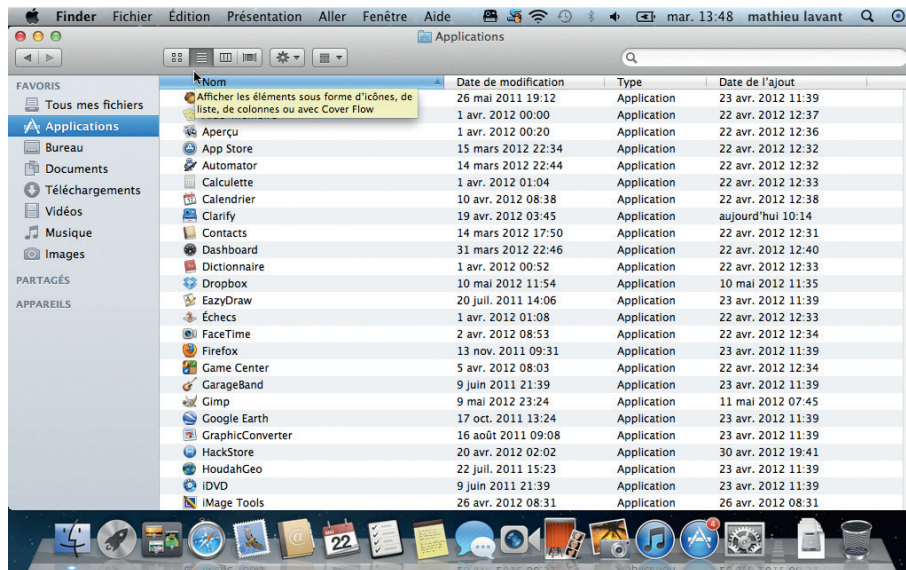 Finder Fichier Édition Présentation Aller Fenêtre Aide mar. 13:48 mathieu lavant
Applications
FAVORIS
Tous mes fichiers
Applications
Bureau
Documents
Téléchargements
Vidéos
Musique
Images
PARTAGÉS
APPAREILS
Nom Date de modification Type Date de l'ajout
Afficher les éléments sous forme d'icônes, de
liste, de colonnes ou avec Cover Flow
26 mai 2011 19:12 Application 23 avr. 2012 11:39
1 avr. 2012 00:00 Application 22 avr. 2012 12:37
Aperçu 1 avr. 2012 00:20 Application 22 avr. 2012 12:36
App Store 15 mars 2012 22:34 Application 22 avr. 2012 12:32
Automator 14 mars 2012 22:44 Application 22 avr. 2012 12:32
Calculette 1 avr. 2012 01:04 Application 22 avr. 2012 12:33
Calendrier 10 avr. 2012 08:38 Application 22 avr. 2012 12:38
Clarify 19 avr. 2012 03:45 Application aujourd'hui 10:14
Contacts 14 mars 2012 17:50 Application 22 avr. 2012 12:31
Dashboard 31 mars 2012 22:46 Application 22 avr. 2012 12:40
Dictionnaire 1 avr. 2012 00:52 Application 22 avr. 2012 12:33
Dropbox 10 mai 2012 11:54 Application 10 mai 2012 11:35
EazyDraw 20 juil. 2011 14:06 Application 23 avr. 2012 11:39
Échecs 1 avr. 2012 01:08 Application 22 avr. 2012 12:33
FaceTime 2 avr. 2012 08:53 Application 22 avr. 2012 12:34
Firefox 13 nov. 2011 09:31 Application 23 avr. 2012 11:39
Game Center 5 avr. 2012 08:03 Application 22 avr. 2012 12:34
GarageBand 9 juin 2011 21:39 Application 23 avr. 2012 11:39
Gimp 9 mai 2012 23:24 Application 11 mai 2012 07:45
Google Earth 17 oct. 2011 13:24 Application 23 avr. 2012 11:39
GraphicConverter 16 août 2011 09:08 Application 23 avr. 2012 11:39
HackStore 20 avr. 2012 02:02 Application 30 avr. 2012 19:41
HoudahGeo 22 juil. 2011 15:23 Application 23 avr. 2012 11:39
iDVD 9 juin 2011 21:39 Application 23 avr. 2012 11:39
iMage Tools 26 avr. 2012 08:31 Application 26 avr. 2012 08:31
22
4